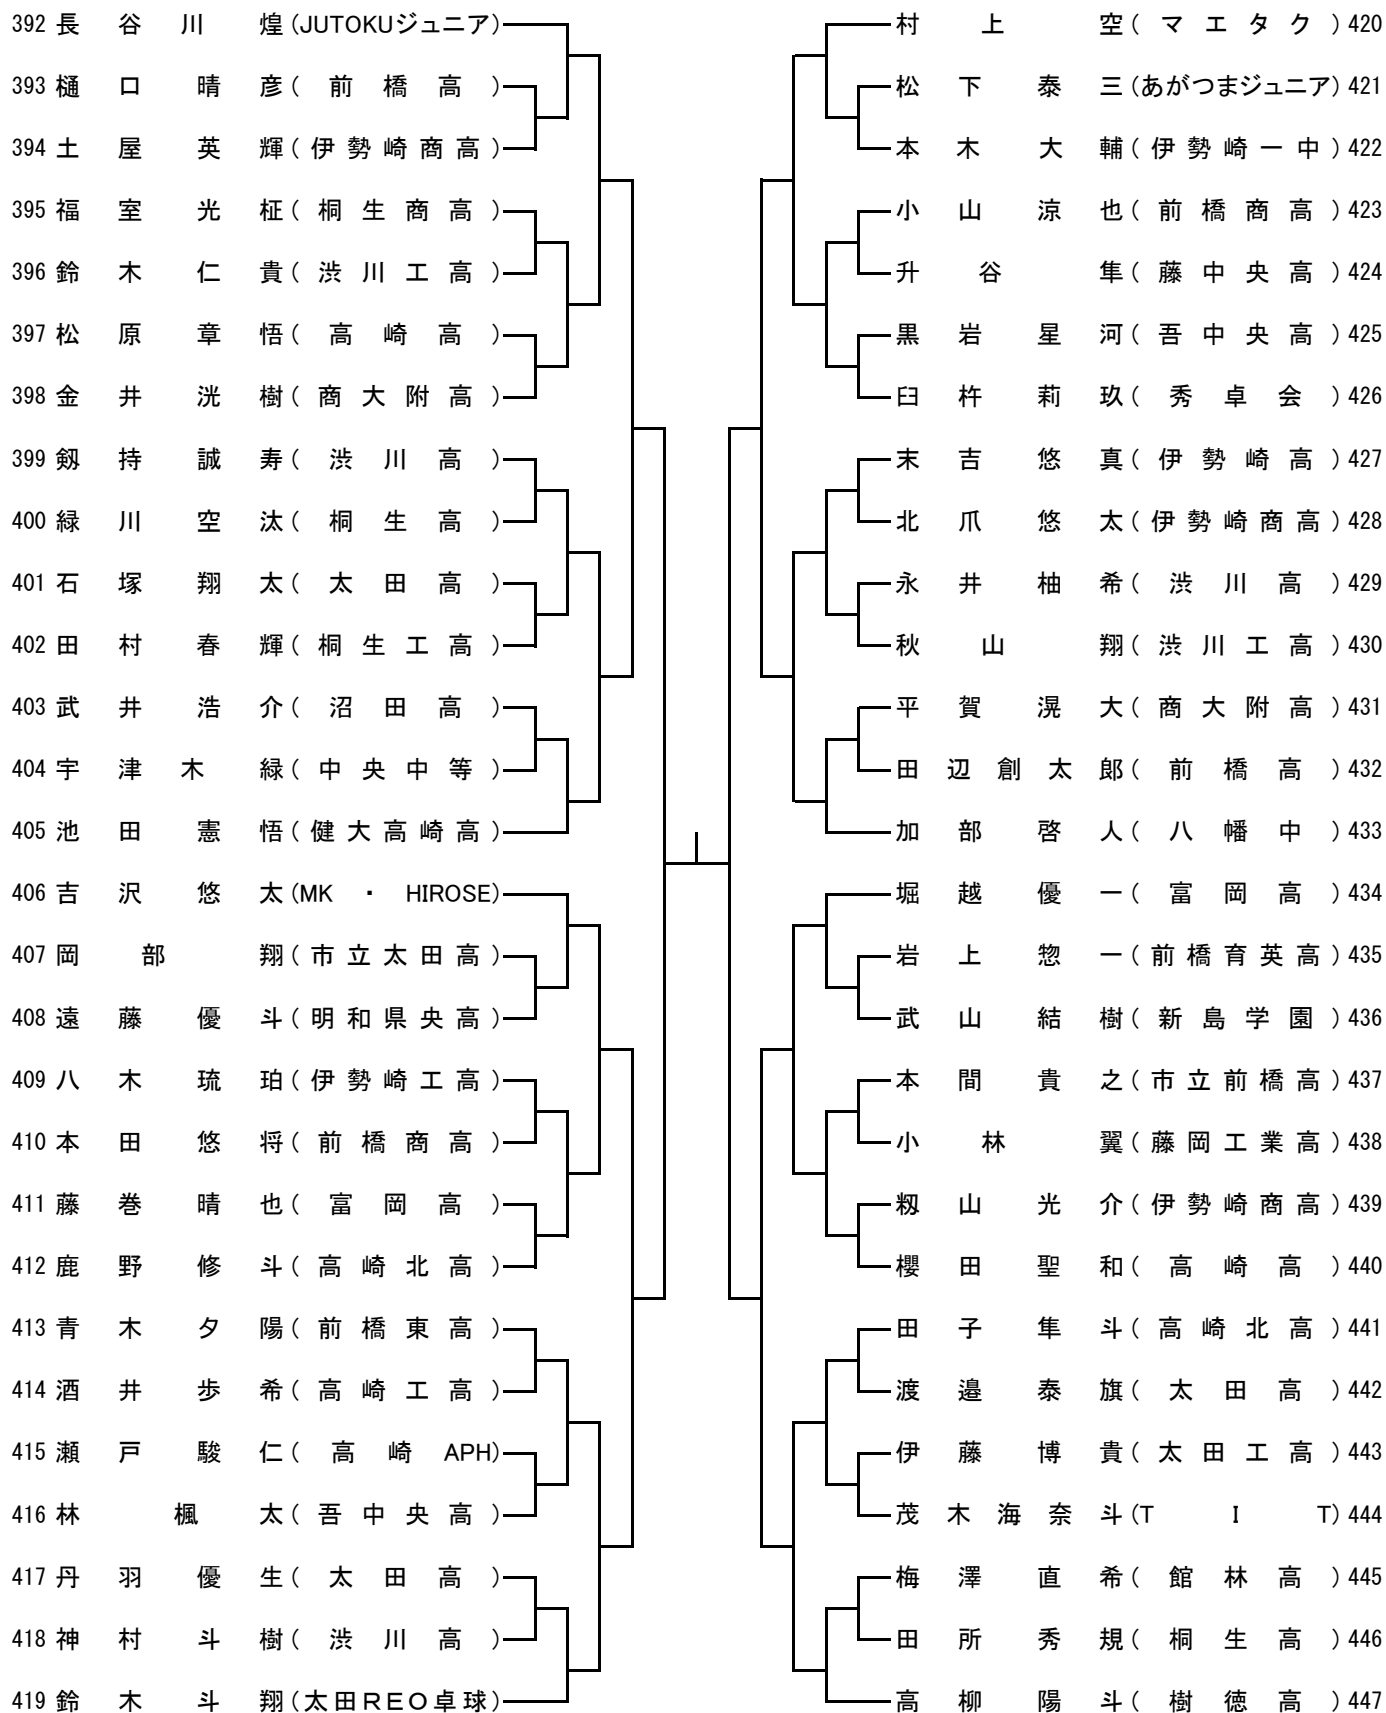 392 長谷川 煌 (JUTOKUジュニア)
393 樋口 晴彦 (前橋高)
394 土屋 英輝 (伊勢崎商高)
395 福室 光柾 (桐生商高)
396 鈴木 仁貴 (渋川工高)
397 松原 章悟 (高崎高)
398 金井 洸樹 (商大附高)
399 剱持 誠寿 (渋川高)
400 緑川 空汰 (桐生高)
401 石塚 翔太 (太田高)
402 田村 春輝 (桐生工高)
403 武井 浩介 (沼田高)
404 宇津木 緑 (中央中等)
405 池田 憲悟 (健大高崎高)
406 吉沢 悠太 (MK・HIROSE)
407 岡部 翔 (市立太田高)
408 遠藤 優斗 (明和県央高)
409 八木 琉珀 (伊勢崎工高)
410 本田 悠将 (前橋商高)
411 藤巻 晴也 (富岡高)
412 鹿野 修斗 (高崎北高)
413 青木 夕陽 (前橋東高)
414 酒井 歩希 (高崎工高)
415 瀬戸 駿仁 (高崎APH)
416 林 楓太 (吾中央高)
417 丹羽 優生 (太田高)
418 神村 斗樹 (渋川高)
419 鈴木 斗翔 (太田REO卓球)
村上 空 (マエタク) 420
松下 泰三 (あがつまジュニア) 421
本木 大輔 (伊勢崎一中) 422
小山 涼也 (前橋商高) 423
升谷 隼 (藤中央高) 424
黒岩 星河 (吾中央高) 425
臼杵 莉玖 (秀卓会) 426
末吉 悠真 (伊勢崎高) 427
北爪 悠太 (伊勢崎商高) 428
永井 柚希 (渋川高) 429
秋山 翔 (渋川工高) 430
平賀 滉大 (商大附高) 431
田辺 創太郎 (前橋高) 432
加部 啓人 (八幡中) 433
堀越 優一 (富岡高) 434
岩上 惣一 (前橋育英高) 435
武山 結樹 (新島学園) 436
本間 貴之 (市立前橋高) 437
小林 翼 (藤岡工業高) 438
籾山 光介 (伊勢崎商高) 439
櫻田 聖和 (高崎高) 440
田子 隼斗 (高崎北高) 441
渡邉 泰旗 (太田高) 442
伊藤 博貴 (太田工高) 443
茂木 海奈斗 (TIT) 444
梅澤 直希 (館林高) 445
田所 秀規 (桐生高) 446
高柳 陽斗 (樹徳高) 447